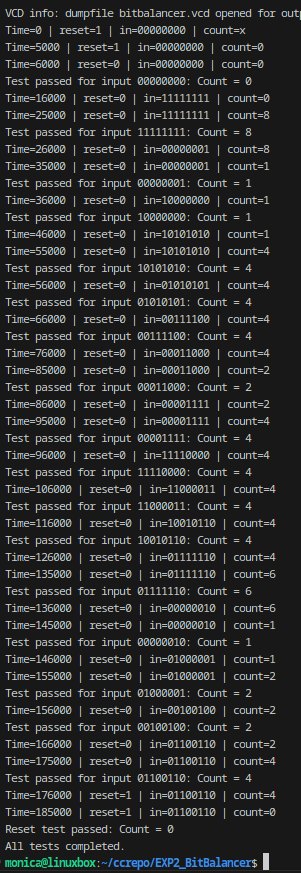 VCD info: dumpfile bitbalancer.vcd opened for outp
Time=0 | reset=1 | in=00000000 | count=x
Time=5000 | reset=1 | in=00000000 | count=0
Time=6000 | reset=0 | in=00000000 | count=0
Test passed for input 00000000: Count = 0
Time=16000 | reset=0 | in=11111111 | count=0
Time=25000 | reset=0 | in=11111111 | count=8
Test passed for input 11111111: Count = 8
Time=26000 | reset=0 | in=00000001 | count=8
Time=35000 | reset=0 | in=00000001 | count=1
Test passed for input 00000001: Count = 1
Time=36000 | reset=0 | in=10000000 | count=1
Test passed for input 10000000: Count = 1
Time=46000 | reset=0 | in=10101010 | count=1
Time=55000 | reset=0 | in=10101010 | count=4
Test passed for input 10101010: Count = 4
Time=56000 | reset=0 | in=01010101 | count=4
Test passed for input 01010101: Count = 4
Time=66000 | reset=0 | in=00111100 | count=4
Test passed for input 00111100: Count = 4
Time=76000 | reset=0 | in=00011000 | count=4
Time=85000 | reset=0 | in=00011000 | count=2
Test passed for input 00011000: Count = 2
Time=86000 | reset=0 | in=00001111 | count=2
Time=95000 | reset=0 | in=00001111 | count=4
Test passed for input 00001111: Count = 4
Time=96000 | reset=0 | in=11110000 | count=4
Test passed for input 11110000: Count = 4
Time=106000 | reset=0 | in=11000011 | count=4
Test passed for input 11000011: Count = 4
Time=116000 | reset=0 | in=10010110 | count=4
Test passed for input 10010110: Count = 4
Time=126000 | reset=0 | in=01111110 | count=4
Time=135000 | reset=0 | in=01111110 | count=6
Test passed for input 01111110: Count = 6
Time=136000 | reset=0 | in=00000010 | count=6
Time=145000 | reset=0 | in=00000010 | count=1
Test passed for input 00000010: Count = 1
Time=146000 | reset=0 | in=01000001 | count=1
Time=155000 | reset=0 | in=01000001 | count=2
Test passed for input 01000001: Count = 2
Time=156000 | reset=0 | in=00100100 | count=2
Test passed for input 00100100: Count = 2
Time=166000 | reset=0 | in=01100110 | count=2
Time=175000 | reset=0 | in=01100110 | count=4
Test passed for input 01100110: Count = 4
Time=176000 | reset=1 | in=01100110 | count=4
Time=185000 | reset=1 | in=01100110 | count=0
Reset test passed: Count = 0
All tests completed.
monica@linuxbox:~/ccrepo/EXP2_BitBalancer$